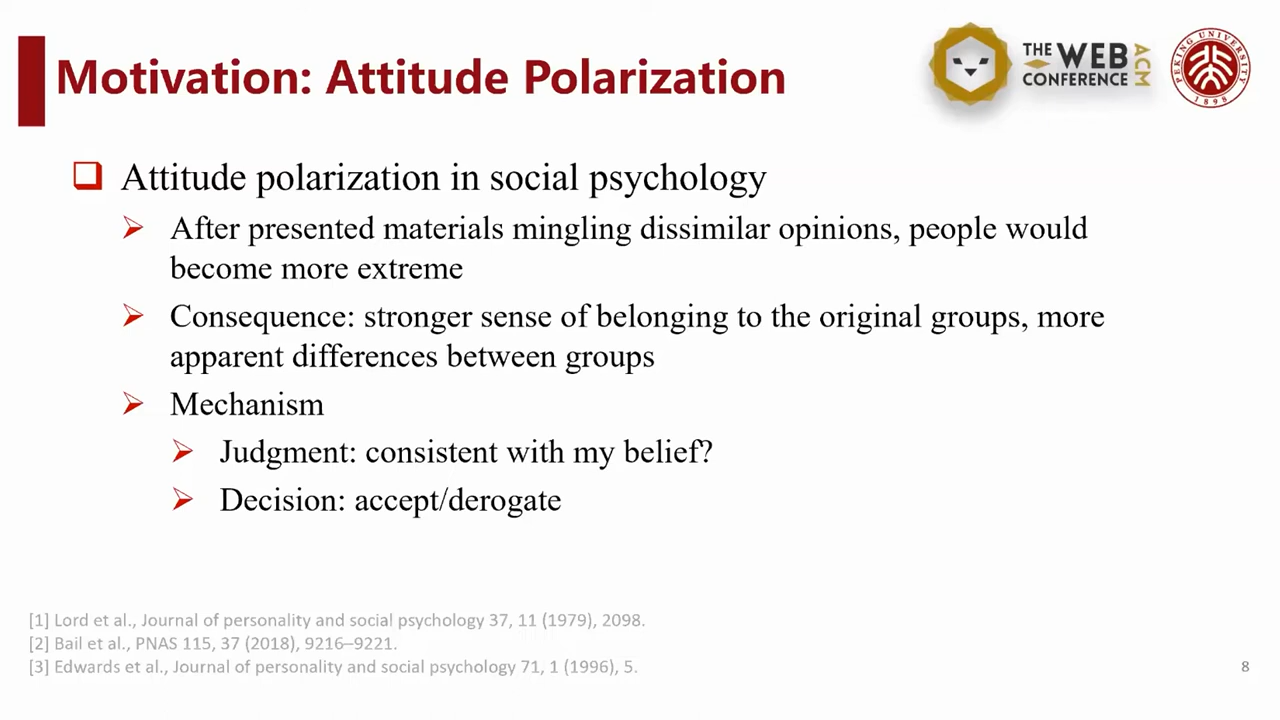 Motivation: Attitude Polarization
THE WEB CONFERENCE
ACM
PEKING UNIVERSITY
1898
Attitude polarization in social psychology
After presented materials mingling dissimilar opinions, people would
become more extreme
Consequence: stronger sense of belonging to the original groups, more
apparent differences between groups
Mechanism
Judgment: consistent with my belief?
Decision: accept/derogate
[1] Lord et al., Journal of personality and social psychology 37, 11 (1979), 2098.
[2] Bail et al., PNAS 115, 37 (2018), 9216–9221.
[3] Edwards et al., Journal of personality and social psychology 71, 1 (1996), 5.
8